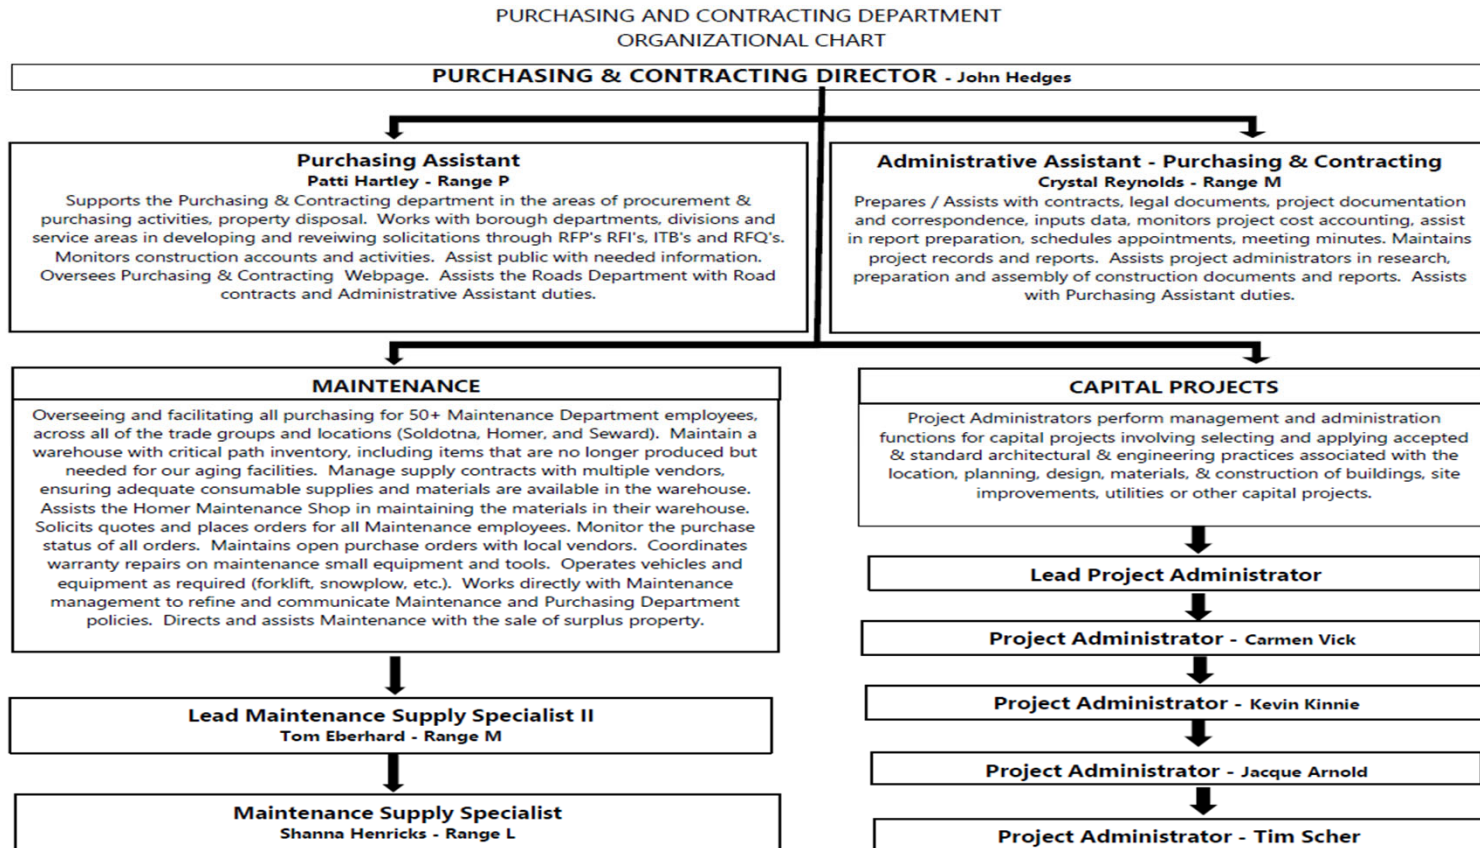 PURCHASING AND CONTRACTING DEPARTMENT
ORGANIZATIONAL CHART
PURCHASING & CONTRACTING DIRECTOR - John Hedges
Purchasing Assistant
Patti Hartley - Range P
Supports the Purchasing & Contracting department in the areas of procurement &
purchasing activities, property disposal. Works with borough departments, divisions and
service areas in developing and reveiwing solicitations through RFP's RFI's, ITB's and RFQ's.
Monitors construction accounts and activities. Assist public with needed information.
Oversees Purchasing & Contracting Webpage. Assists the Roads Department with Road
contracts and Administrative Assistant duties.
Administrative Assistant - Purchasing & Contracting
Crystal Reynolds - Range M
Prepares / Assists with contracts, legal documents, project documentation
and correspondence, inputs data, monitors project cost accounting, assist
in report preparation, schedules appointments, meeting minutes. Maintains
project records and reports. Assists project administrators in research,
preparation and assembly of construction documents and reports. Assists
with Purchasing Assistant duties.
MAINTENANCE
Overseeing and facilitating all purchasing for 50+ Maintenance Department employees,
across all of the trade groups and locations (Soldotna, Homer, and Seward). Maintain a
warehouse with critical path inventory, including items that are no longer produced but
needed for our aging facilities. Manage supply contracts with multiple vendors,
ensuring adequate consumable supplies and materials are available in the warehouse.
Assists the Homer Maintenance Shop in maintaining the materials in their warehouse.
Solicits quotes and places orders for all Maintenance employees. Monitor the purchase
status of all orders. Maintains open purchase orders with local vendors. Coordinates
warranty repairs on maintenance small equipment and tools. Operates vehicles and
equipment as required (forklift, snowplow, etc.). Works directly with Maintenance
management to refine and communicate Maintenance and Purchasing Department
policies. Directs and assists Maintenance with the sale of surplus property.
Lead Maintenance Supply Specialist II
Tom Eberhard - Range M
Maintenance Supply Specialist
Shanna Henricks - Range L
CAPITAL PROJECTS
Project Administrators perform management and administration
functions for capital projects involving selecting and applying accepted
& standard architectural & engineering practices associated with the
location, planning, design, materials, & construction of buildings, site
improvements, utilities or other capital projects.
Lead Project Administrator
Project Administrator - Carmen Vick
Project Administrator - Kevin Kinnie
Project Administrator - Jacque Arnold
Project Administrator - Tim Scher